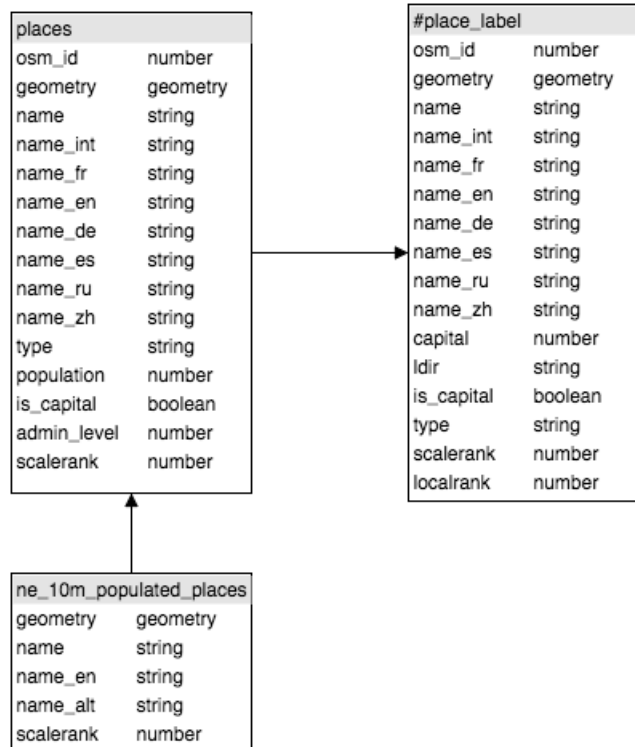 places
osm_id number
geometry geometry
name string
name_int string
name_fr string
name_en string
name_de string
name_es string
name_ru string
name_zh string
type string
population number
is_capital boolean
admin_level number
scalerank number
#place_label
osm_id number
geometry geometry
name string
name_int string
name_fr string
name_en string
name_de string
name_es string
name_ru string
name_zh string
capital number
ldir string
is_capital boolean
type string
scalerank number
localrank number
ne_10m_populated_places
geometry geometry
name string
name_en string
name_alt string
scalerank number